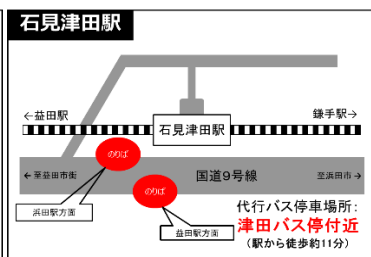 石見津田駅
←益田駅
鎌手駅→
石見津田駅
のりば
←至益田市街
国道9号線
至浜田市→
のりば
浜田駅方面
益田駅方面
代行バス停車場所:
津田バス停付近
(駅から徒歩約11分)